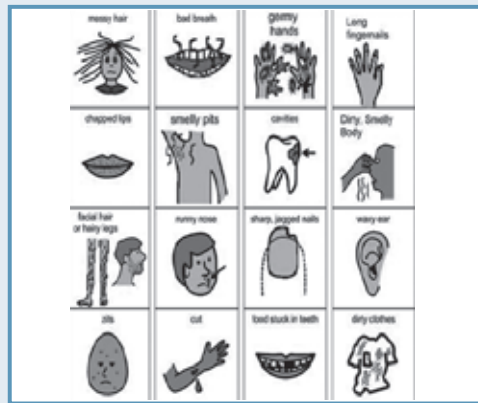 messy hair
bad breath
germy
hands
Long
fingernails
chapped lips
smelly pits
cavities
Dirty, Smelly
Body
facial hair
or hairy legs
runny nose
sharp, jagged nails
waxy ear
zits
cut
food stuck in teeth
dirty clothes